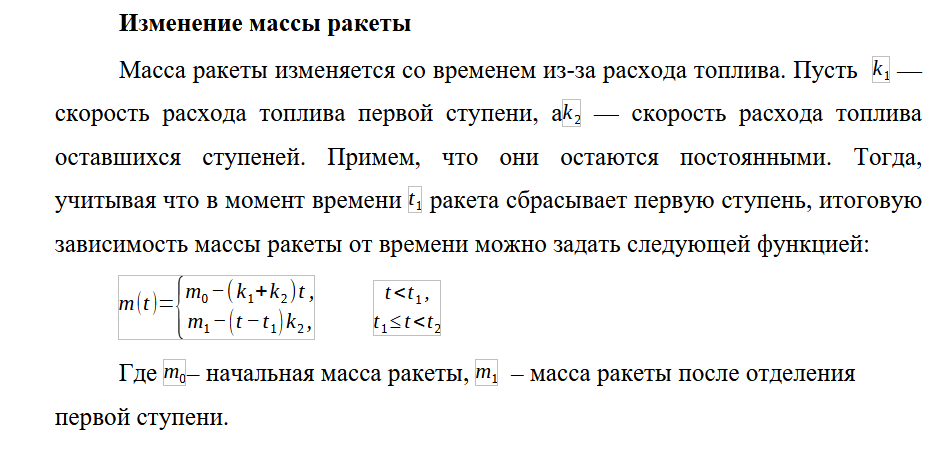 Изменение массы ракеты
Масса ракеты изменяется со временем из-за расхода топлива. Пусть k₁ —
скорость расхода топлива первой ступени, аk₂ — скорость расхода топлива
оставшихся ступеней. Примем, что они остаются постоянными. Тогда,
учитывая что в момент времени t₁ ракета сбрасывает первую ступень, итоговую
зависимость массы ракеты от времени можно задать следующей функцией:
m(t)={m₀−(k₁+k₂)t, t<t₁,
m₁−(t−t₁)k₂, t₁≤t<t₂
Где m₀– начальная масса ракеты, m₁ – масса ракеты после отделения
первой ступени.